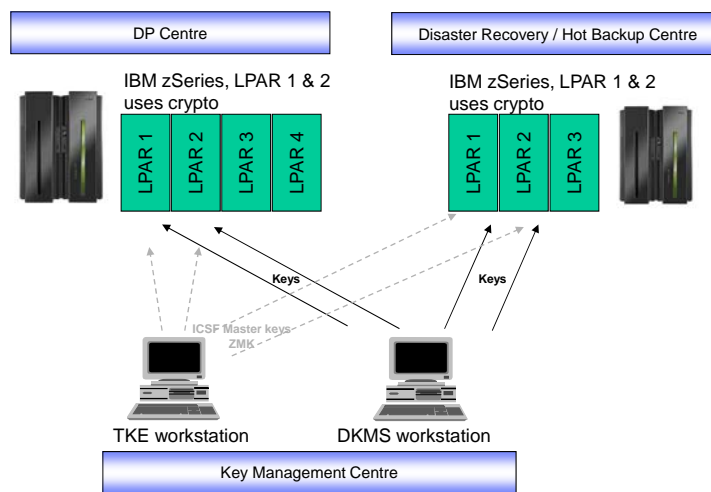 DP Centre
Disaster Recovery / Hot Backup Centre
IBM zSeries, LPAR 1 & 2
uses crypto
IBM zSeries, LPAR 1 & 2
uses crypto
LPAR 1
LPAR 2
LPAR 3
LPAR 4
LPAR 1
LPAR 2
LPAR 3
Keys
Keys
ICSF Master keys
ZMK
TKE workstation
DKMS workstation
Key Management Centre